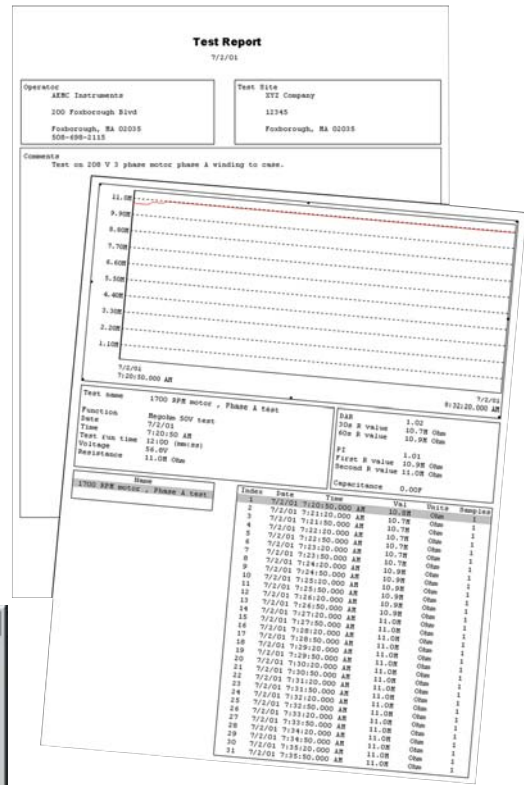 Test Report
7/2/01
Operator
AEMC Instruments
200 Foxborough Blvd
Foxborough, MA 02035
508-698-2115
Test Site
XYZ Company
12345
Foxborough, MA 02035
Comments
Test on 208 V 3 phase motor phase A winding to case.
11.0M
9.90M
8.80M
7.70M
6.60M
5.50M
4.40M
3.30M
2.20M
1.10M
7/2/01
7:20:50.000 AM
7/2/01
8:32:20.000 AM
Test name 1700 RPM motor , Phase A test
Function Megohm 50V test
Date 7/2/01
Time 7:20:50 AM
Test run time 12:00 (mm:ss)
Voltage 56.8V
Resistance 11.0M Ohm
DAR 1.02
30s R value 10.7M Ohm
60s R value 10.9M Ohm
PI 1.01
First R value 10.9M Ohm
Second R value 11.0M Ohm
Capacitance 0.00F
Name
1700 RPM motor , Phase A test
Index Date Time Val Units Samples
1 7/2/01 7:20:50.000 AM 10.8M Ohm 1
2 7/2/01 7:21:20.000 AM 10.7M Ohm 1
3 7/2/01 7:21:50.000 AM 10.7M Ohm 1
4 7/2/01 7:22:20.000 AM 10.7M Ohm 1
5 7/2/01 7:22:50.000 AM 10.7M Ohm 1
6 7/2/01 7:23:20.000 AM 10.7M Ohm 1
7 7/2/01 7:23:50.000 AM 10.7M Ohm 1
8 7/2/01 7:24:20.000 AM 10.9M Ohm 1
9 7/2/01 7:24:50.000 AM 10.9M Ohm 1
10 7/2/01 7:25:20.000 AM 10.9M Ohm 1
11 7/2/01 7:25:50.000 AM 10.9M Ohm 1
12 7/2/01 7:26:20.000 AM 10.9M Ohm 1
13 7/2/01 7:26:50.000 AM 10.9M Ohm 1
14 7/2/01 7:27:20.000 AM 10.9M Ohm 1
15 7/2/01 7:27:50.000 AM 11.0M Ohm 1
16 7/2/01 7:28:20.000 AM 11.0M Ohm 1
17 7/2/01 7:28:50.000 AM 11.0M Ohm 1
18 7/2/01 7:29:20.000 AM 11.0M Ohm 1
19 7/2/01 7:29:50.000 AM 11.0M Ohm 1
20 7/2/01 7:30:20.000 AM 11.0M Ohm 1
21 7/2/01 7:30:50.000 AM 11.0M Ohm 1
22 7/2/01 7:31:20.000 AM 11.0M Ohm 1
23 7/2/01 7:31:50.000 AM 11.0M Ohm 1
24 7/2/01 7:32:20.000 AM 11.0M Ohm 1
25 7/2/01 7:32:50.000 AM 11.0M Ohm 1
26 7/2/01 7:33:20.000 AM 11.0M Ohm 1
27 7/2/01 7:33:50.000 AM 11.0M Ohm 1
28 7/2/01 7:34:20.000 AM 11.0M Ohm 1
29 7/2/01 7:34:50.000 AM 11.0M Ohm 1
30 7/2/01 7:35:20.000 AM 11.0M Ohm 1
31 7/2/01 7:35:50.000 AM 11.0M Ohm 1